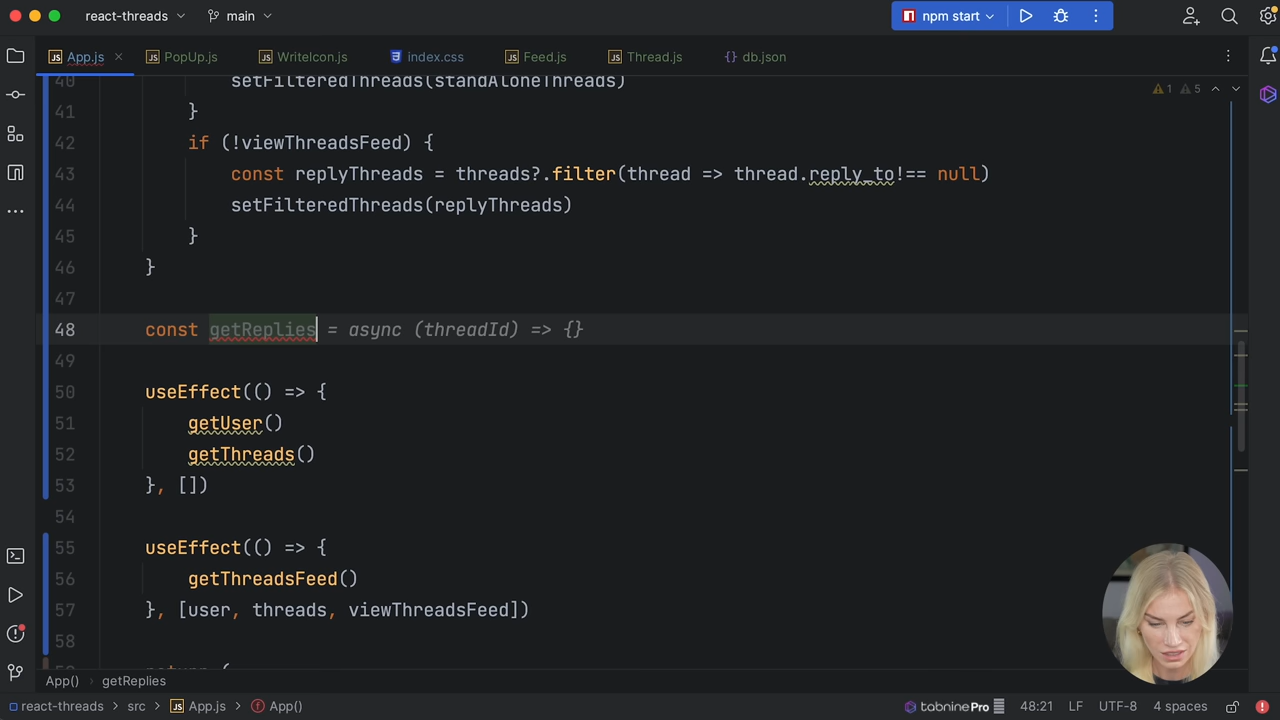 react-threads main npm start
App.js PopUp.js WriteIcon.js index.css Feed.js Thread.js db.json
40 setFilteredThreads(standAloneThreads)
41 }
1 5
42 if (!viewThreadsFeed) {
43 const replyThreads = threads?.filter(thread => thread.reply_to!== null)
44 setFilteredThreads(replyThreads)
45 }
46 }
47
48 const getReplies = async (threadId) => {}
49
50 useEffect(() => {
51 getUser()
52 getThreads()
53 }, [])
54
55 useEffect(() => {
56 getThreadsFeed()
57 }, [user, threads, viewThreadsFeed])
58
return (
App() > getReplies
react-threads > src > App.js > App() tabnine Pro 48:21 LF UTF-8 4 spaces